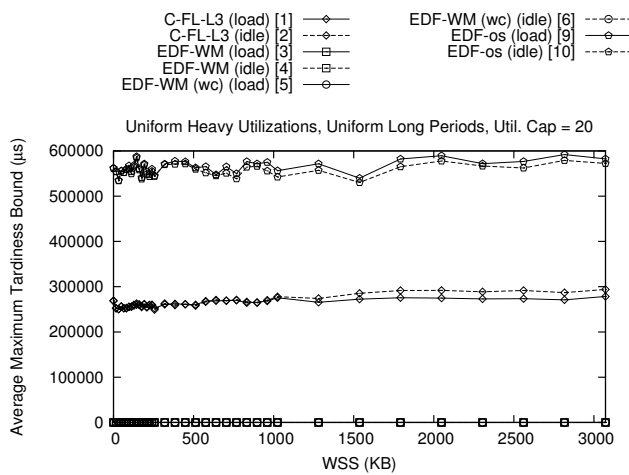 C-FL-L3 (load) [1]
C-FL-L3 (idle) [2]
EDF-WM (load) [3]
EDF-WM (idle) [4]
EDF-WM (wc) (load) [5]
EDF-WM (wc) (idle) [6]
EDF-os (load) [9]
EDF-os (idle) [10]
Uniform Heavy Utilizations, Uniform Long Periods, Util. Cap = 20
Average Maximum Tardiness Bound (µs)
600000
500000
400000
300000
200000
100000
0
0 500 1000 1500 2000 2500 3000
WSS (KB)